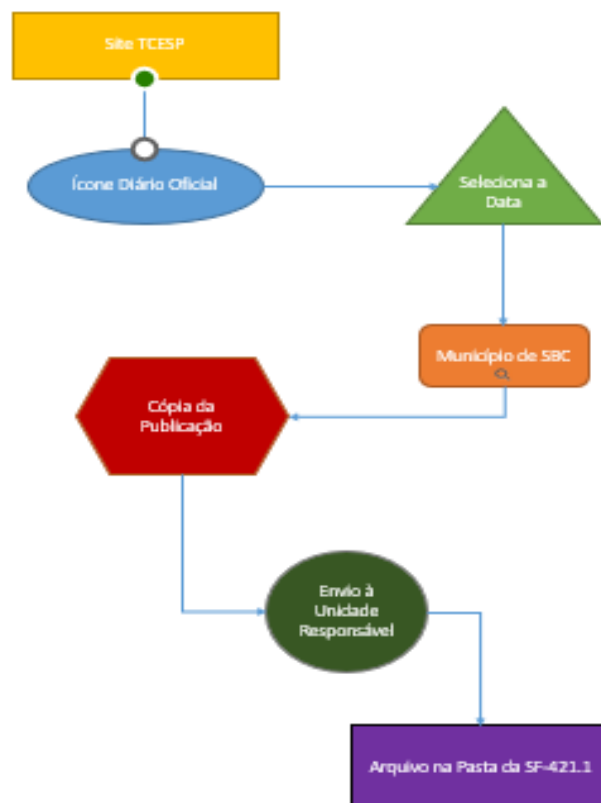 Site TCESP
Ícone Diário Oficial
Seleciona a
Data
Município de SBC
Cópia da
Publicação
Envio à
Unidade
Responsável
Arquivo na Pasta da SF-421.1